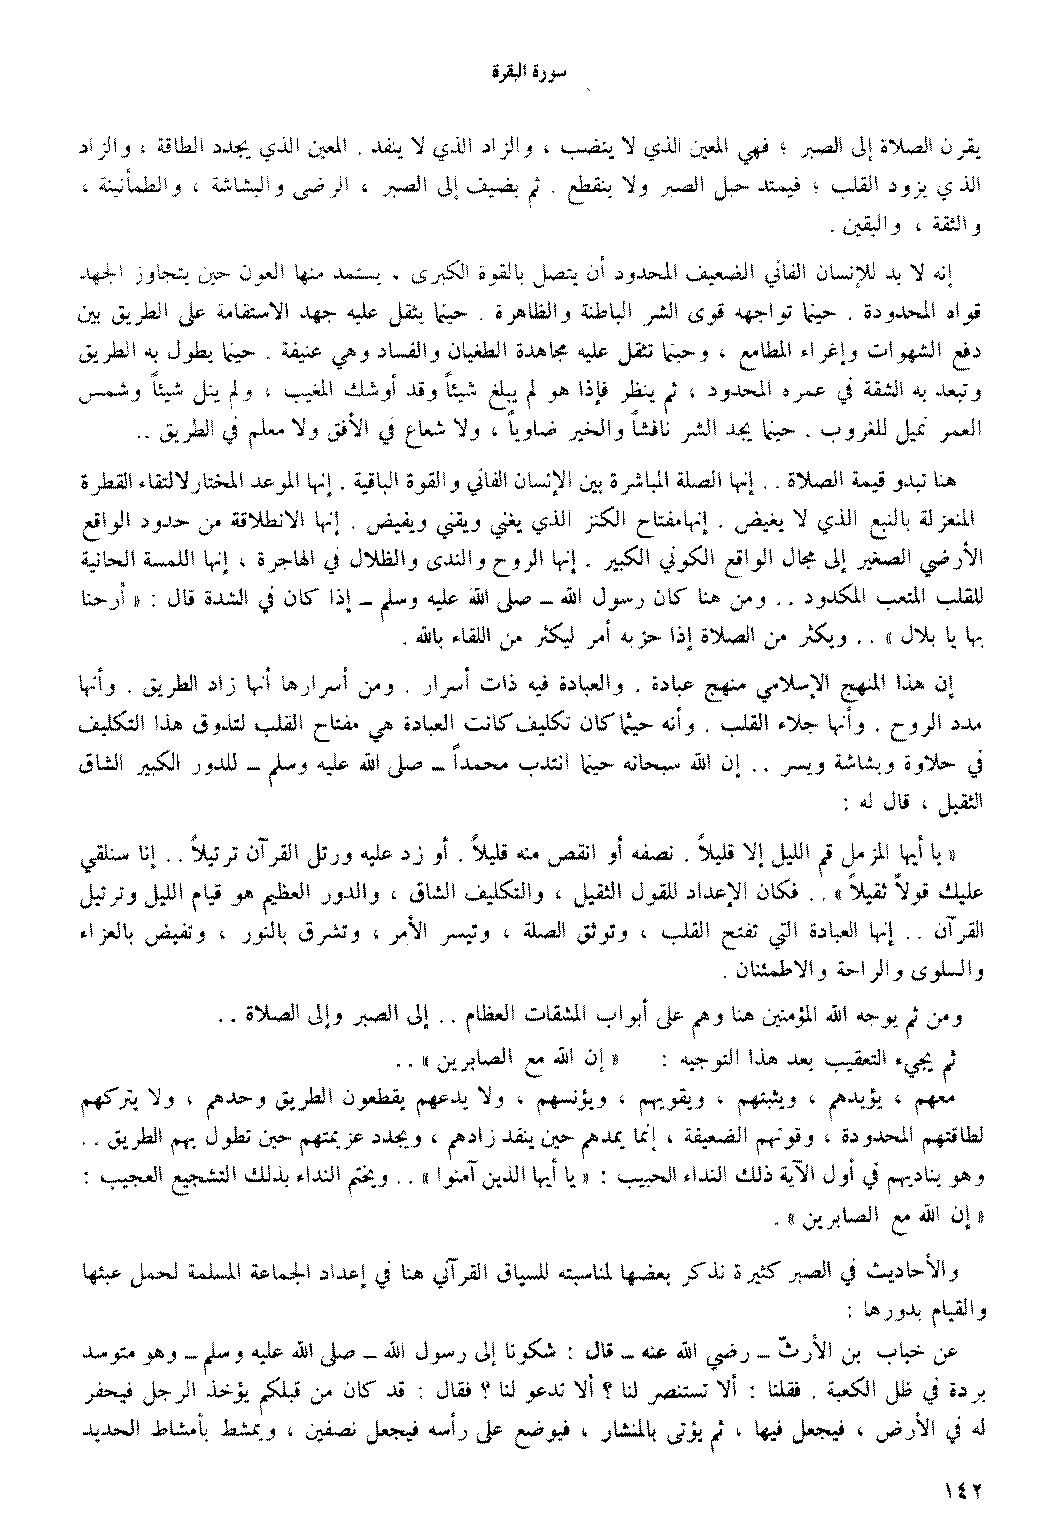 سورة البقرة
يقرن الصلاة إلى الصبر ؛ فهي المعين الذي لا ينضب ، والزاد الذي لا ينفد . المعين الذي يجدد الطاقة ، والزاد
الذي يزود القلب ؛ فيمتد حبل الصبر ولا ينقطع . ثم يضيف إلى الصبر ، الرضى والبشاشة ، والطمأنينة ،
والثقة ، واليقين .
إنه لا بد للإنسان الفاني الضعيف المحدود أن يتصل بالقوة الكبرى ، يستمد منها العون حين يتجاوز الجهد
قواه المحدودة . حينما تواجهه قوى الشر الباطنة والظاهرة . حينما يثقل عليه جهد الاستقامة على الطريق بين
دفع الشهوات وإغراء المطامع ، وحينما تثقل عليه مجاهدة الطغيان والفساد وهي عنيفة . حينما يطول به الطريق
وتبعد به الشقة في عمره المحدود ، ثم ينظر فإذا هو لم يبلغ شيئاً وقد أوشك المغيب ، ولم ينل شيئاً وشمس
العمر تميل للغروب . حينما يجد الشر نافشاً والخير ضاوياً ، ولا شعاع في الأفق ولا معلم في الطريق ..
هنا تبدو قيمة الصلاة .. إنها الصلة المباشرة بين الإنسان الفاني والقوة الباقية . إنها الموعد المختار لالتقاء القطرة
المنعزلة بالنبع الذي لا يغيض . إنها مفتاح الكنز الذي يغني ويقني ويفيض . إنها الانطلاقة من حدود الواقع
الأرضي الصغير إلى مجال الواقع الكوني الكبير . إنها الروح والندى والظلال في الهاجرة ، إنها اللمسة الحانية
للقلب المتعب المكدود .. ومن هنا كان رسول الله – صلى الله عليه وسلم – إذا كان في الشدة قال : « أرحنا
بها يا بلال » .. ويكثر من الصلاة إذا حزبه أمر ليكثر من اللقاء بالله .
إن هذا المنهج الإسلامي منهج عبادة . والعبادة فيه ذات أسرار . ومن أسرارها أنها زاد الطريق . وأنها
مدد الروح . وأنها جلاء القلب . وأنه حيثما كان تكليف كانت العبادة هي مفتاح القلب لتذوق هذا التكليف
في حلاوة وبشاشة ويسر .. إن الله سبحانه حينما انتدب محمداً – صلى الله عليه وسلم – للدور الكبير الشاق
الثقيل ، قال له :
« يا أيها المزمل قم الليل إلا قليلاً . نصفه أو انقص منه قليلاً . أو زد عليه ورتل القرآن ترتيلاً .. إنا سنلقي
عليك قولاً ثقيلاً » .. فكان الإعداد للقول الثقيل ، والتكليف الشاق ، والدور العظيم هو قيام الليل وترتيل
القرآن .. إنها العبادة التي تفتح القلب ، وتوثق الصلة ، وتيسر الأمر ، وتشرق بالنور ، وتفيض بالعزاء
والسلوى والراحة والاطمئنان .
ومن ثم يوجه الله المؤمنين هنا وهم على أبواب المشقات العظام .. إلى الصبر وإلى الصلاة ..
ثم يجيء التعقيب بعد هذا التوجيه : « إن الله مع الصابرين » ..
معهم ، يؤيدهم ، ويثبتهم ، ويقويهم ، ويؤنسهم ، ولا يدعهم يقطعون الطريق وحدهم ، ولا يتركهم
لطاقتهم المحدودة ، وقوتهم الضعيفة ، إنما يمدهم حين ينفد زادهم ، ويجدد عزيمتهم حين تطول بهم الطريق ..
وهو يناديهم في أول الآية ذلك النداء الحبيب : « يا أيها الذين آمنوا » .. ويختم النداء بذلك التشجيع العجيب :
« إن الله مع الصابرين » .
والأحاديث في الصبر كثيرة نذكر بعضها لمناسبته للسياق القرآني هنا في إعداد الجماعة المسلمة لحمل عبئها
والقيام بدورها :
عن خباب بن الأرتّ – رضي الله عنه – قال : شكونا إلى رسول الله – صلى الله عليه وسلم – وهو متوسد
بردة في ظل الكعبة . فقلنا : ألا تستنصر لنا ؟ ألا تدعو لنا ؟ فقال : قد كان من قبلكم يؤخذ الرجل فيحفر
له في الأرض ، فيجعل فيها ، ثم يؤتى بالمنشار ، فيوضع على رأسه فيجعل نصفين ، ويمشط بأمشاط الحديد
١٤٢